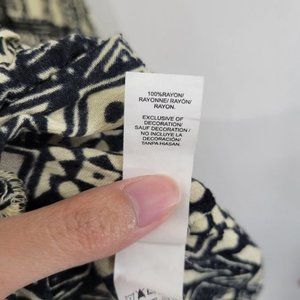 100%RAYON/
RAYONNE/ RAYÓN/
RAYON.
EXCLUSIVE OF
DECORATION/
SAUF DECORATION /
NO INCLUYE LA
DECORACIÓN/
TANPA HIASAN.